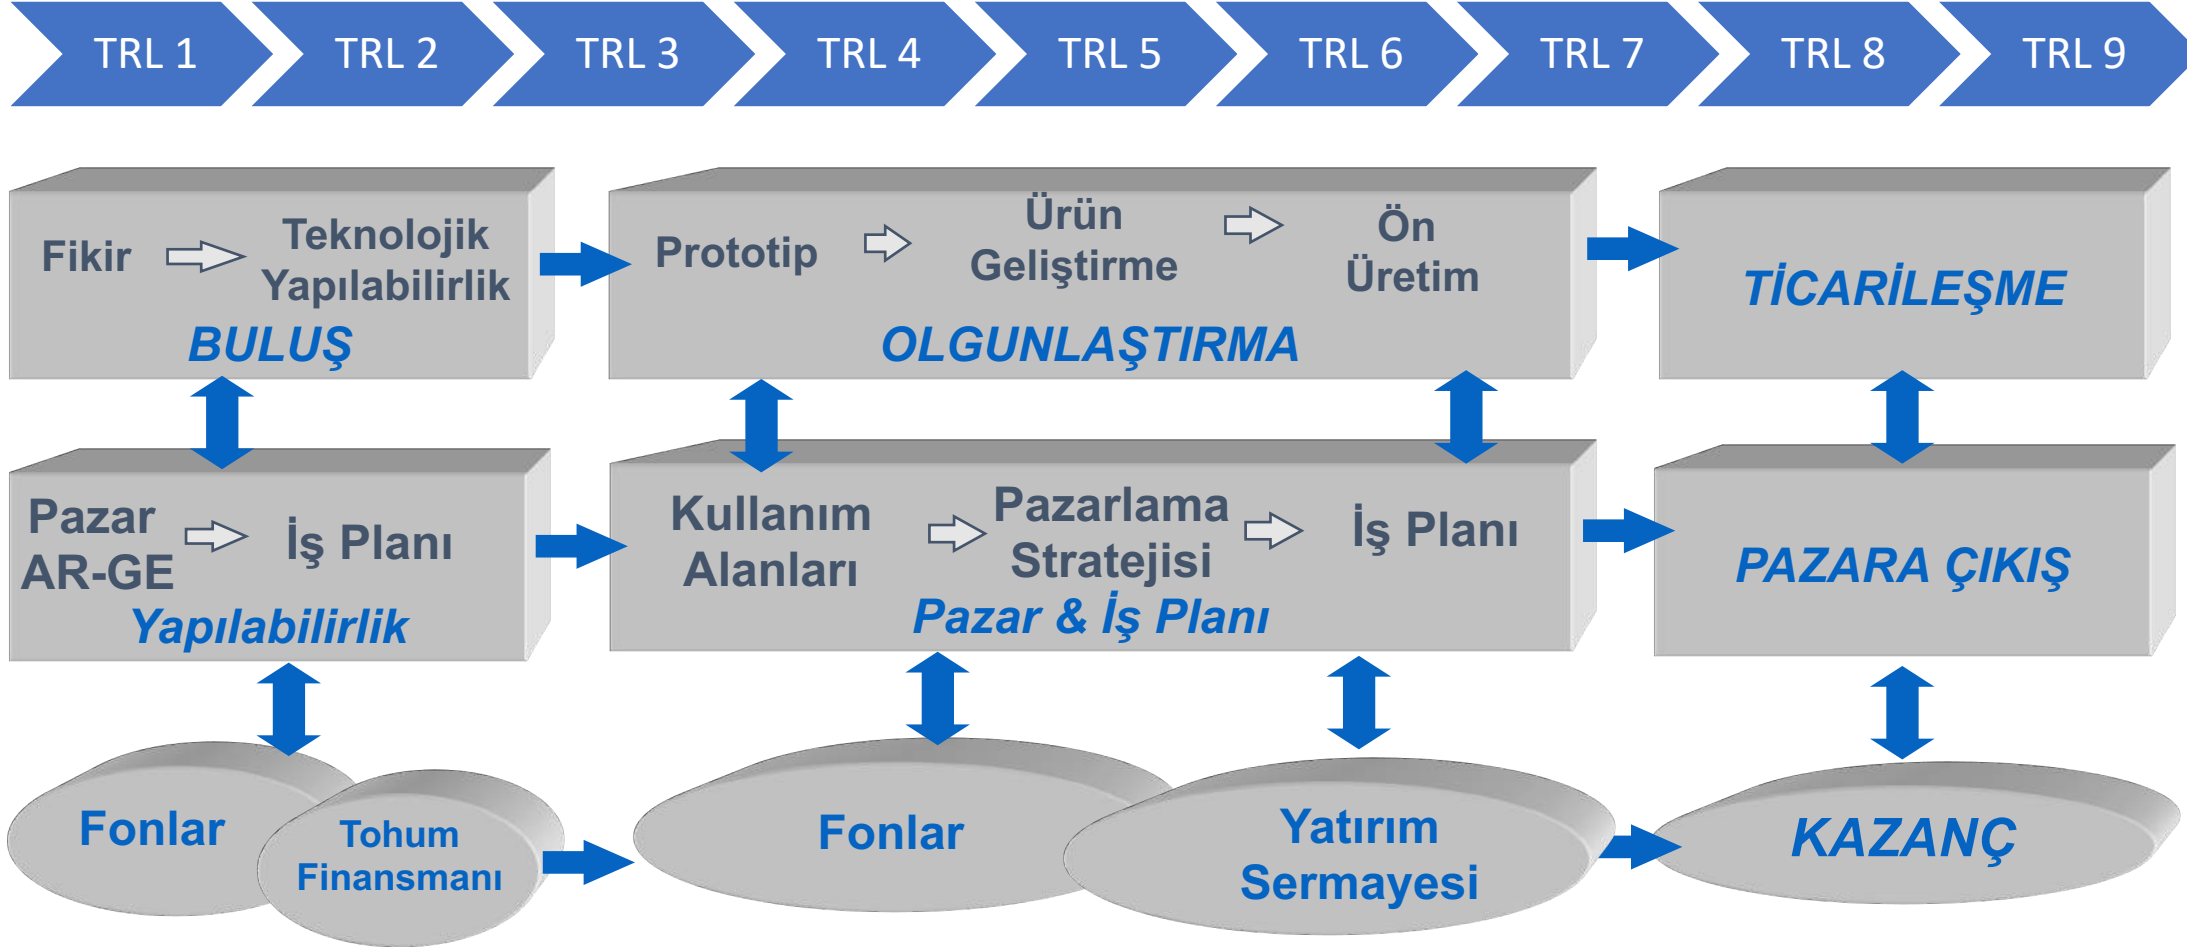 TRL 1
TRL 2
TRL 3
TRL 4
TRL 5
TRL 6
TRL 7
TRL 8
TRL 9
Fikir
Teknolojik
Yapılabilirlik
BULUŞ
Prototip
Ürün
Geliştirme
Ön
Üretim
OLGUNLAŞTIRMA
TİCARİLEŞME
Pazar
AR-GE
İş Planı
Yapılabilirlik
Kullanım
Alanları
Pazarlama
Stratejisi
İş Planı
Pazar & İş Planı
PAZARA ÇIKIŞ
Fonlar
Tohum
Finansmanı
Fonlar
Yatırım
Sermayesi
KAZANÇ